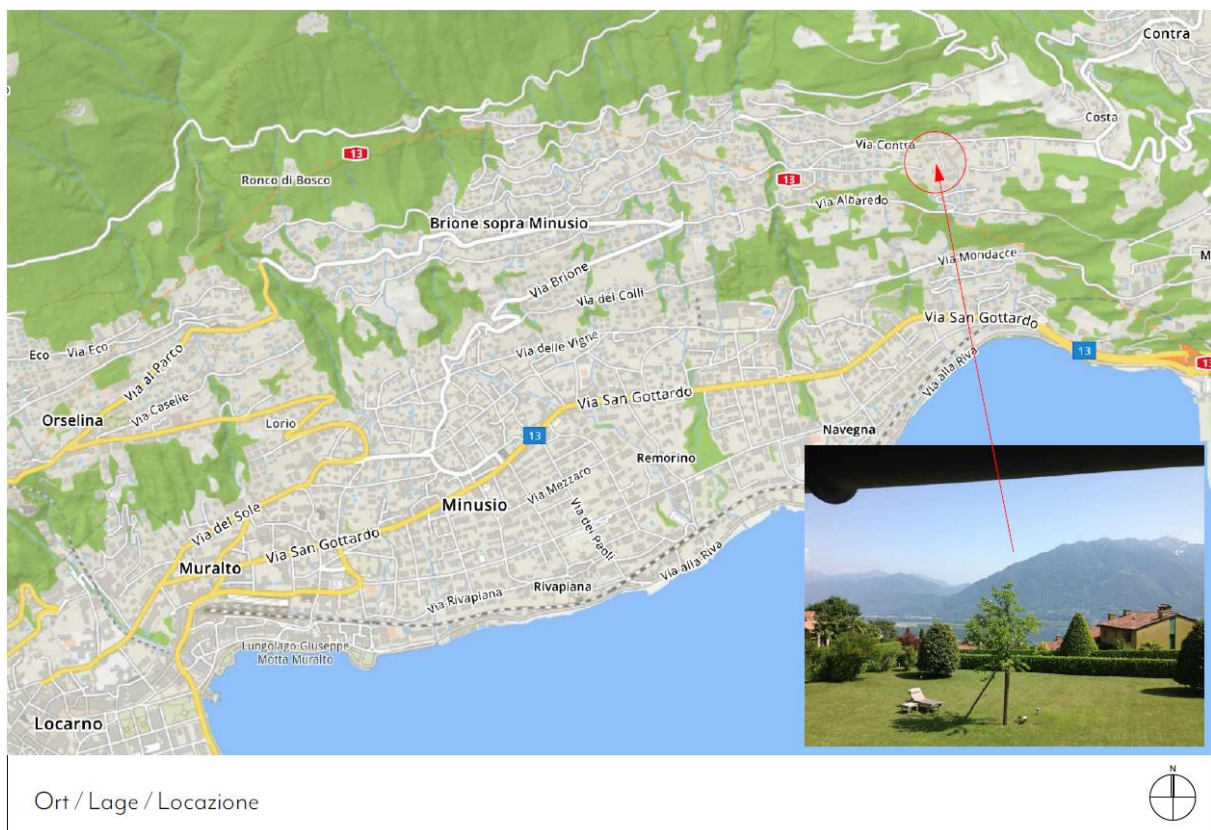 Contra
Costa
Via Contra
13
Ronco di Bosco
13
Via Albaredo
Brione sopra Minusio
Via Mondacce
M
Via Brione
Via dei Colli
Via San Gottardo
13
Via delle Vigne
Eco
Via Eco
Via al Parco
Via alla Riva
13
Via Caselle
Via San Gottardo
Orselina
Lorio
13
Navegna
Remorino
Via Mezzaro
Minusio
Via del Sole
Via San Gottardo
Via dei Paoli
Muralto
Via alla Riva
Rivapiana
Via Rivapiana
Lungolago Giuseppe
Motta Muralto
Locarno
N
Ort / Lage / Locazione